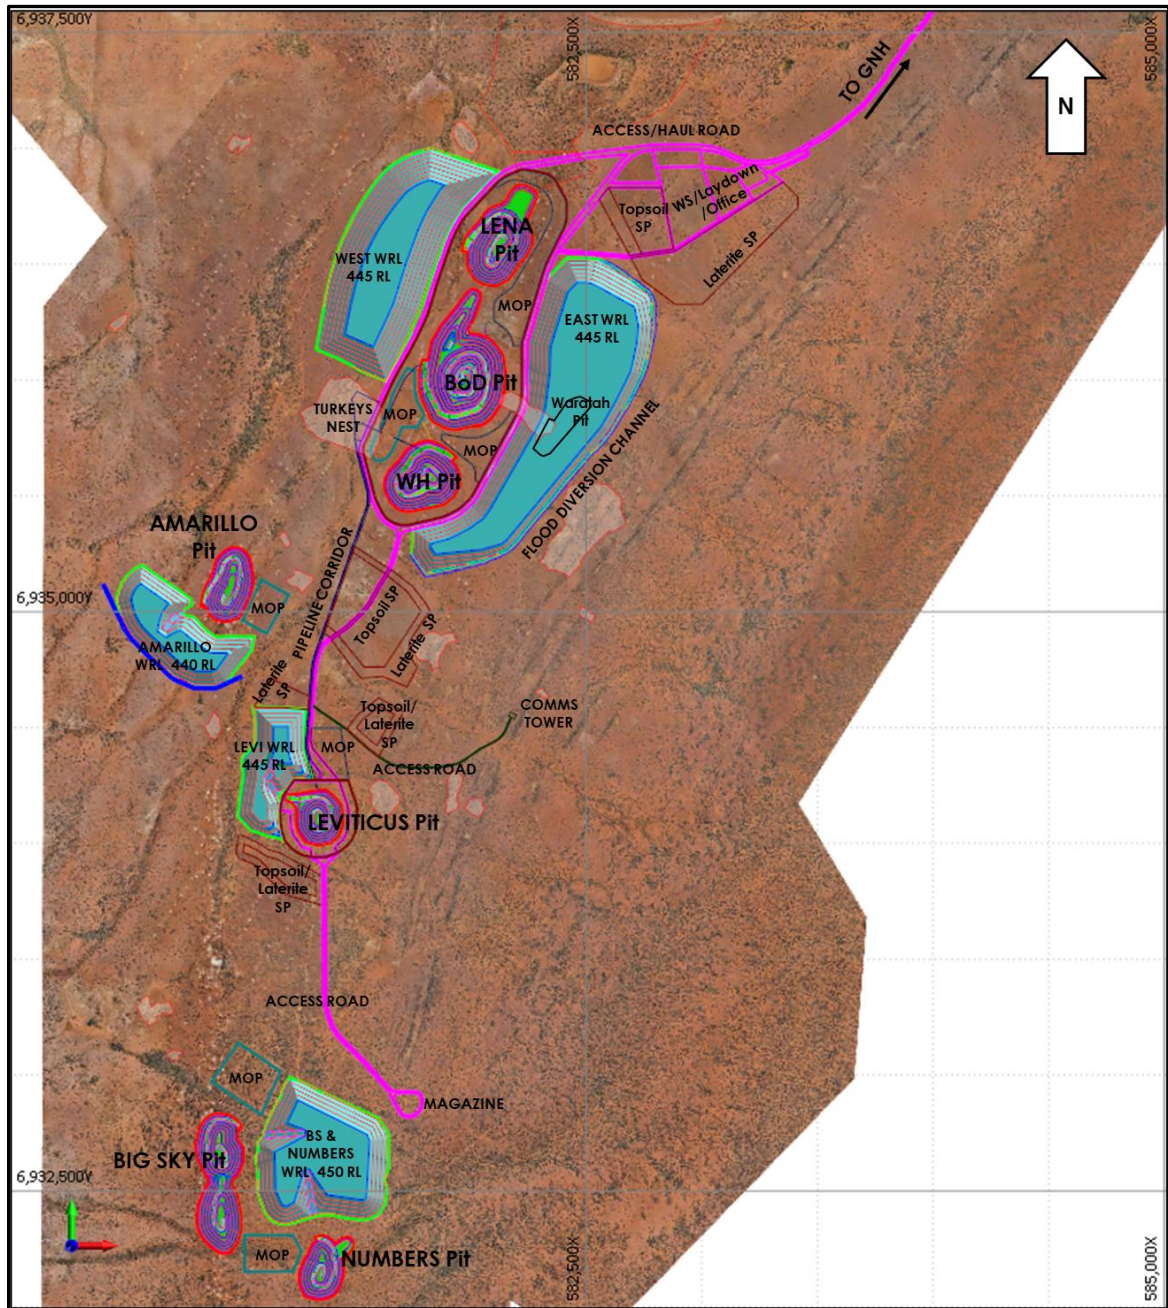 6,937,500Y
582,500X
585,000X
TO GNH
N
ACCESS/HAUL ROAD
WS/Laydown
/Office
Topsoil
SP
Laterite SP
LENA
Pit
WEST WRL
445 RL
MOP
EAST WRL
445 RL
BoD Pit
Waratah
Pit
TURKEYS
NEST
MOP
MOP
WH Pit
FLOOD DIVERSION CHANNEL
AMARILLO
Pit
PIPELINE CORRIDOR
6,935,000Y
MOP
Topsoil SP
Laterite SP
AMARILLO
WRL 440 RL
Laterite
SP
Topsoil/
Laterite
SP
COMMS
TOWER
LEVI WRL
445 RL
MOP
ACCESS ROAD
LEVITICUS Pit
Topsoil/
Laterite
SP
ACCESS ROAD
MOP
MAGAZINE
BS &
NUMBERS
WRL 450 RL
BIG SKY Pit
6,932,500Y
MOP
NUMBERS Pit
582,500X
585,000X